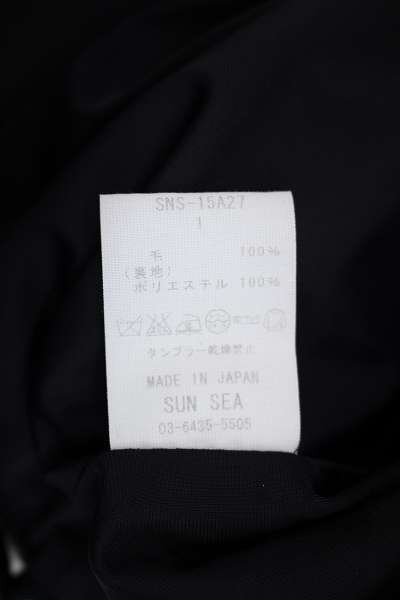 SNS-15A27
1
毛 100%
(裏地)
ポリエステル 100%
タンブラー乾燥禁止
MADE IN JAPAN
SUN SEA
03-6435-5505